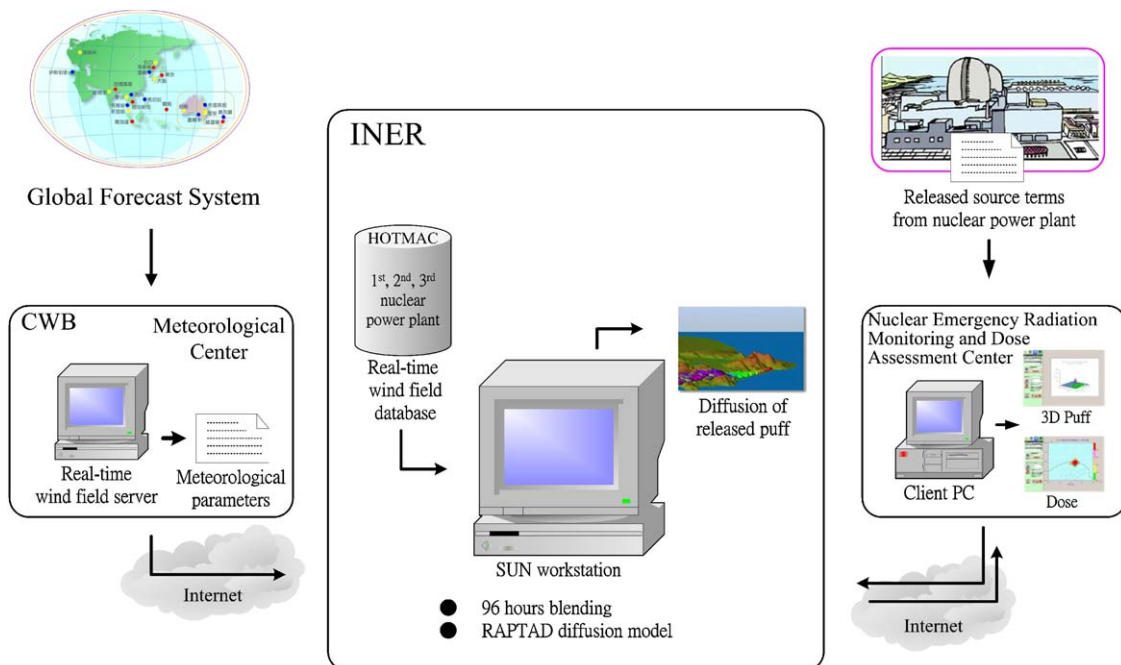 Global Forecast System
CWB
Meteorological
Center
Real-time
wind field server
Meteorological
parameters
Internet
INER
HOTMAC
1st, 2nd, 3rd
nuclear
power plant
Real-time
wind field
database
SUN workstation
96 hours blending
RAPTAD diffusion model
Diffusion of
released puff
Released source terms
from nuclear power plant
Nuclear Emergency Radiation
Monitoring and Dose
Assessment Center
Client PC
3D Puff
Dose
Internet